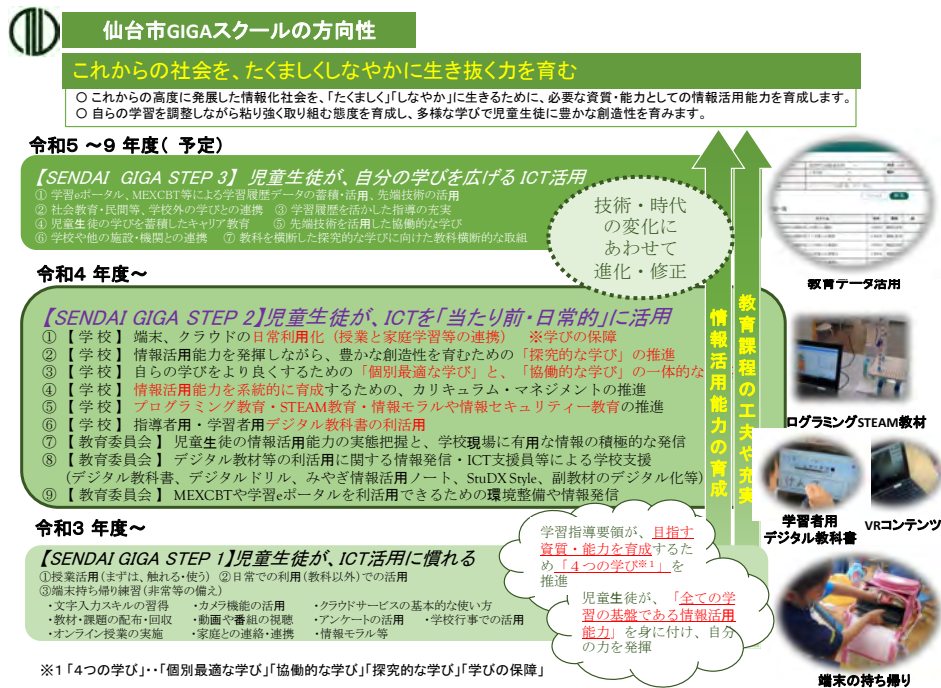 仙台市GIGAスクールの方向性
これからの社会を、たくましくしなやかに生き抜く力を育む
○ これからの高度に発展した情報化社会を、「たくましく」「しなやか」に生きるために、必要な資質・能力としての情報活用能力を育成します。
○ 自らの学習を調整しながら粘り強く取り組む態度を育成し、多様な学びで児童生徒に豊かな創造性を育みます。
令和5 ～9 年度( 予定)
【SENDAI GIGA STEP 3】 児童生徒が、自分の学びを広げる ICT活用
① 学習eポータル、MEXCBT等による学習履歴データの蓄積・活用、先端技術の活用
② 社会教育・民間等、学校外の学びとの連携 ③ 学習履歴を活かした指導の充実
④ 児童生徒の学びを蓄積したキャリア教育 ⑤ 先端技術を活用した協働的な学び
⑥ 学校や他の施設・機関との連携 ⑦ 教科を横断した探究的な学びに向けた教科横断的な取組
技術・時代
の変化に
あわせて
進化・修正
教育データ活用
令和4 年度～
【SENDAI GIGA STEP 2】児童生徒が、ICTを「当たり前・日常的」に活用
① 【 学 校 】 端末、クラウドの日常利用化（授業と家庭学習等の連携） ※学びの保障
② 【 学 校 】 情報活用能力を発揮しながら、豊かな創造性を育むための「探究的な学び」の推進
③ 【 学 校 】 自らの学びをより良くするための「個別最適な学び」と、「協働的な学び」の一体的な
④ 【 学 校 】 情報活用能力を系統的に育成するための、カリキュラム・マネジメントの推進
⑤ 【 学 校 】 プログラミング教育・STEAM教育・情報モラルや情報セキュリティー教育の推進
⑥ 【 学 校 】 指導者用・学習者用デジタル教科書の利活用
⑦ 【 教育委員会 】 児童生徒の情報活用能力の実態把握と、学校現場に有用な情報の積極的な発信
⑧ 【 教育委員会 】 デジタル教材等の利活用に関する情報発信・ICT支援員等による学校支援
（デジタル教科書、デジタルドリル、みやぎ情報活用ノート、StuDX Style、副教材のデジタル化等）
⑨ 【 教育委員会 】 MEXCBTや学習eポータルを利活用できるための環境整備や情報発信
情報活用能力の育成
教育課程の工夫や充実
ログラミングSTEAM教材
学習者用
デジタル教科書
VRコンテンツ
令和3 年度～
【SENDAI GIGA STEP 1】児童生徒が、ICT活用に慣れる
①授業活用（まずは、触れる・使う） ②日常での利用（教科以外）での活用
③端末持ち帰り練習（非常等の備え）
・文字入力スキルの習得 ・カメラ機能の活用 ・クラウドサービスの基本的な使い方
・教材・課題の配布・回収 ・動画や番組の視聴 ・アンケートの活用 ・学校行事での活用
・オンライン授業の実施 ・家庭との連絡・連携 ・情報モラル等
学習指導要領が、目指す
資質・能力を育成するた
め「４つの学び※１」を
推進
児童生徒が、「全ての学
習の基盤である情報活用
能力」を身に付け、自分
の力を発揮
端末の持ち帰り
※１「４つの学び」・・「個別最適な学び」「協働的な学び」「探究的な学び」「学びの保障」